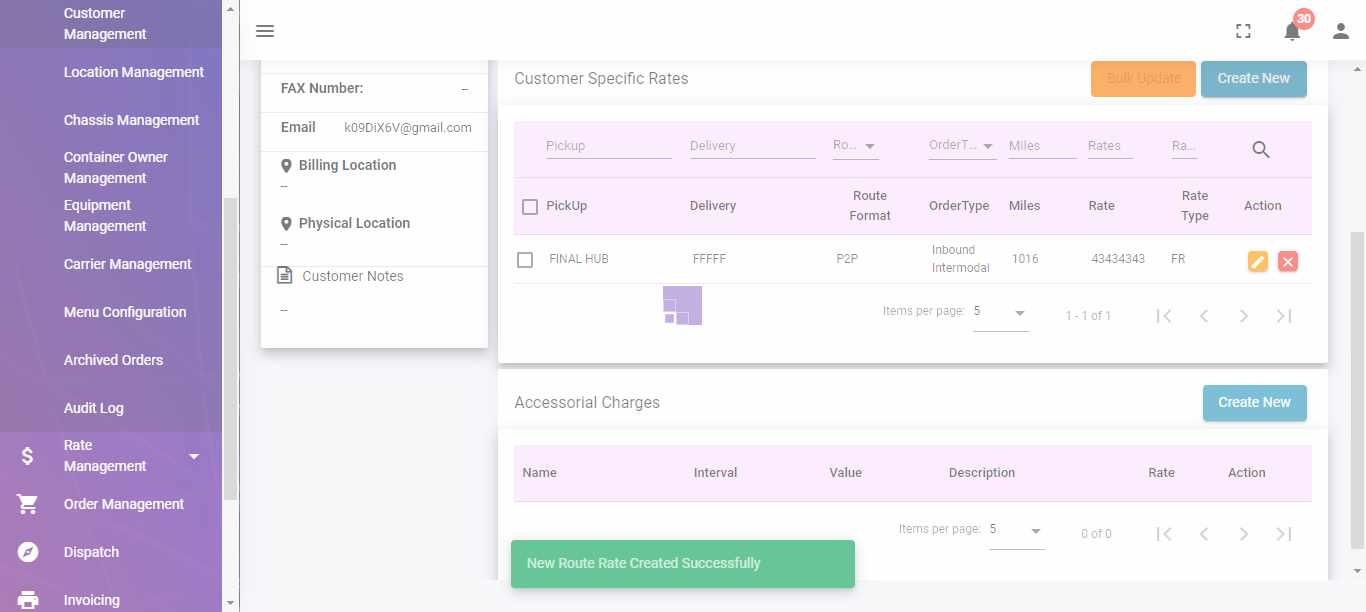 Customer
Management
Location Management
Chassis Management
Container Owner
Management
Equipment
Management
Carrier Management
Menu Configuration
Archived Orders
Audit Log
Rate
Management
Order Management
Dispatch
Invoicing
30
FAX Number: --
Email k09DiX6V@gmail.com
Billing Location
--
Physical Location
--
Customer Notes
--
Customer Specific Rates Bulk Update Create New
Pickup Delivery Ro... OrderT... Miles Rates Ra...
PickUp Delivery Route Format OrderType Miles Rate Rate Type Action
FINAL HUB FFFFF P2P Inbound Intermodal 1016 43434343 FR
Items per page: 5 1 - 1 of 1
Accessorial Charges Create New
Name Interval Value Description Rate Action
Items per page: 5 0 of 0
New Route Rate Created Successfully